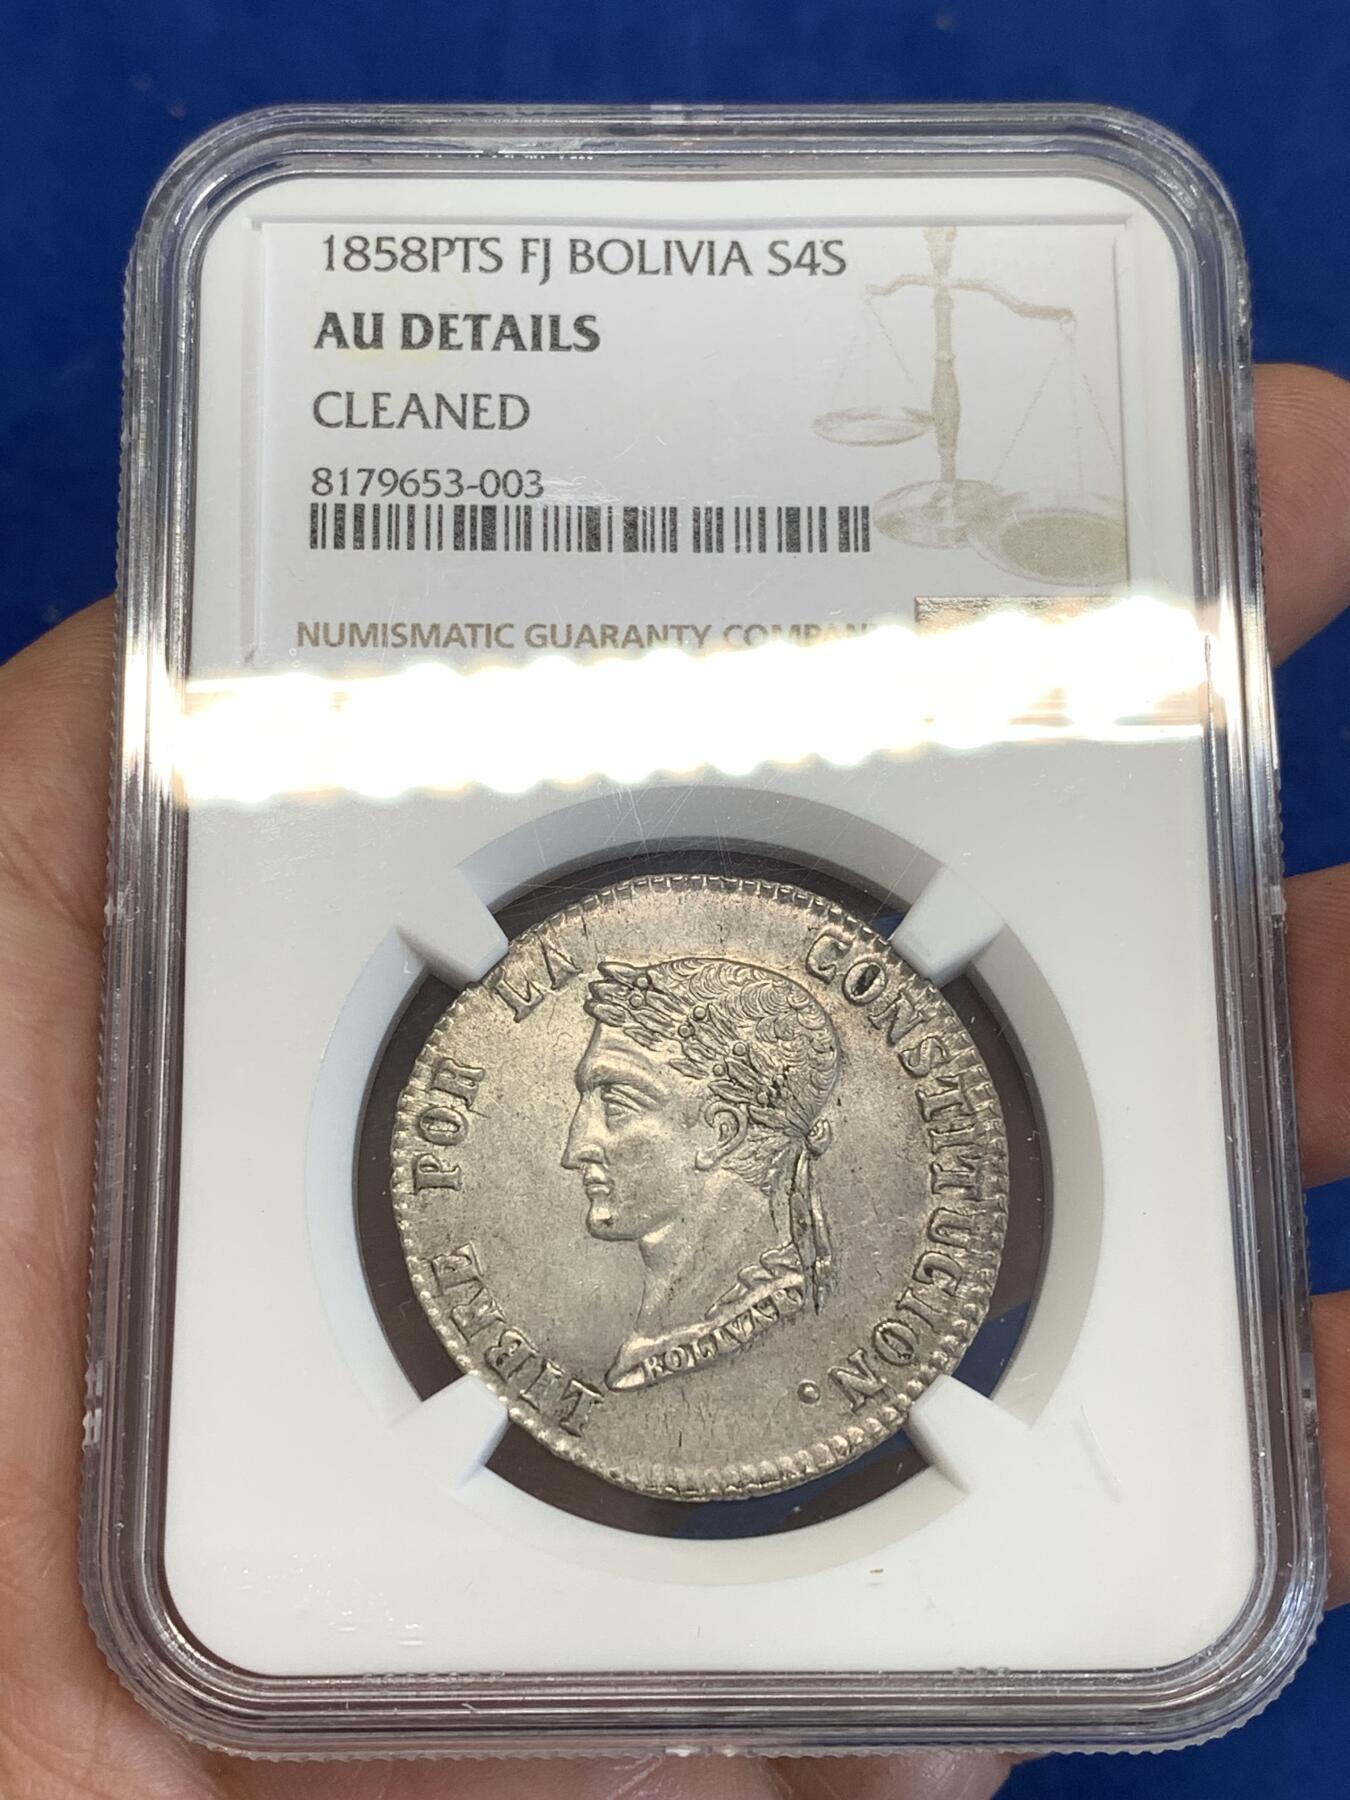 1858PTS FJ BOLIVIA S4S
AU DETAILS
CLEANED
8179653-003
NUMISMATIC GUARANTY COMPANY
LIBRE POR LA CONSTITUCION.
BOLIVAR